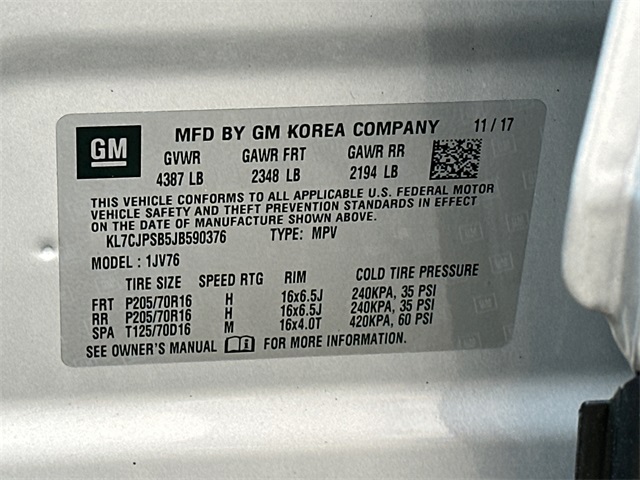 GM MFD BY GM KOREA COMPANY 11/17
GVWR GAWR FRT GAWR RR
4387 LB 2348 LB 2194 LB
THIS VEHICLE CONFORMS TO ALL APPLICABLE U.S. FEDERAL MOTOR
VEHICLE SAFETY AND THEFT PREVENTION STANDARDS IN EFFECT
ON THE DATE OF MANUFACTURE SHOWN ABOVE.
KL7CJPSB5JB590376 TYPE: MPV
MODEL: 1JV76
TIRE SIZE SPEED RTG RIM COLD TIRE PRESSURE
FRT P205/70R16 H 16x6.5J 240KPA, 35 PSI
RR P205/70R16 H 16x6.5J 240KPA, 35 PSI
SPA T125/70D16 M 16x4.0T 420KPA, 60 PSI
SEE OWNER'S MANUAL FOR MORE INFORMATION.